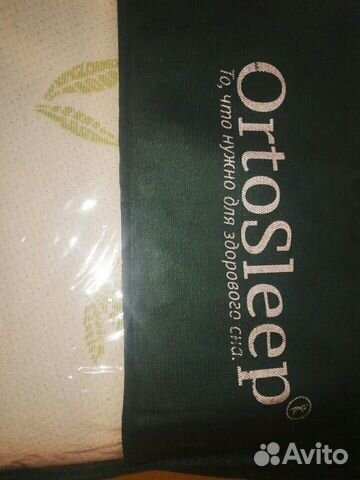 OrtoSleep
То, что нужно для здорового сна.
Avito